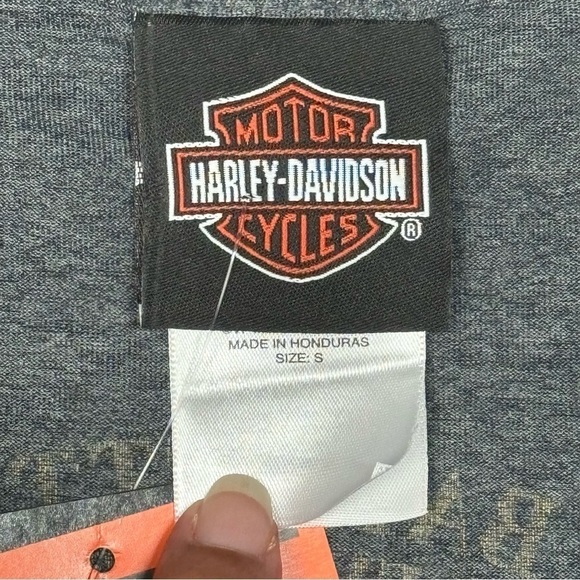 MOTOR
HARLEY-DAVIDSON
CYCLES
®
MADE IN HONDURAS
SIZE: S